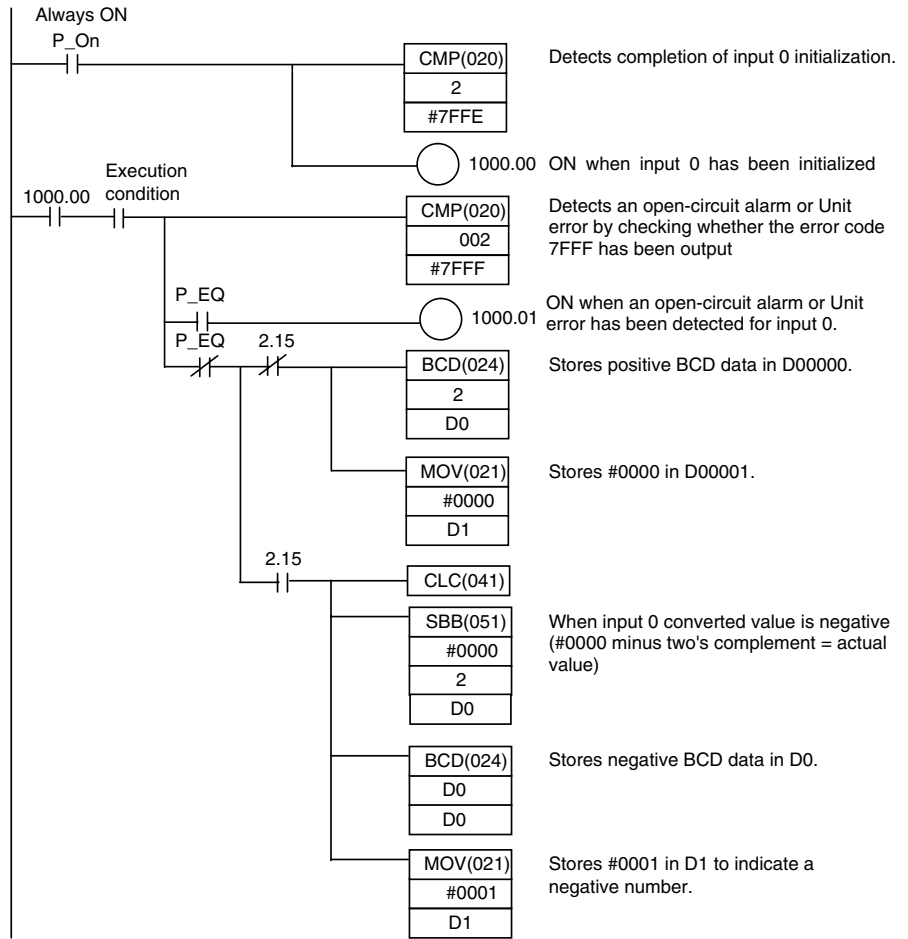 Always ON
P_On
CMP(020)
2
#7FFE
Detects completion of input 0 initialization.
1000.00
ON when input 0 has been initialized
1000.00
Execution
condition
CMP(020)
002
#7FFF
Detects an open-circuit alarm or Unit
error by checking whether the error code
7FFF has been output
P_EQ
1000.01
ON when an open-circuit alarm or Unit
error has been detected for input 0.
P_EQ
2.15
BCD(024)
2
D0
Stores positive BCD data in D00000.
MOV(021)
#0000
D1
Stores #0000 in D00001.
2.15
CLC(041)
SBB(051)
#0000
2
D0
When input 0 converted value is negative
(#0000 minus two's complement = actual
value)
BCD(024)
D0
D0
Stores negative BCD data in D0.
MOV(021)
#0001
D1
Stores #0001 in D1 to indicate a
negative number.